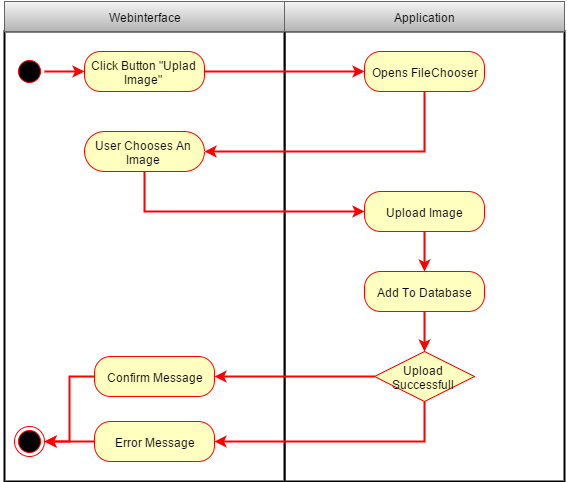 Webinterface
Application
Click Button "Uplad
Image"
Opens FileChooser
User Chooses An
Image
Upload Image
Add To Database
Upload
Successfull
Confirm Message
Error Message